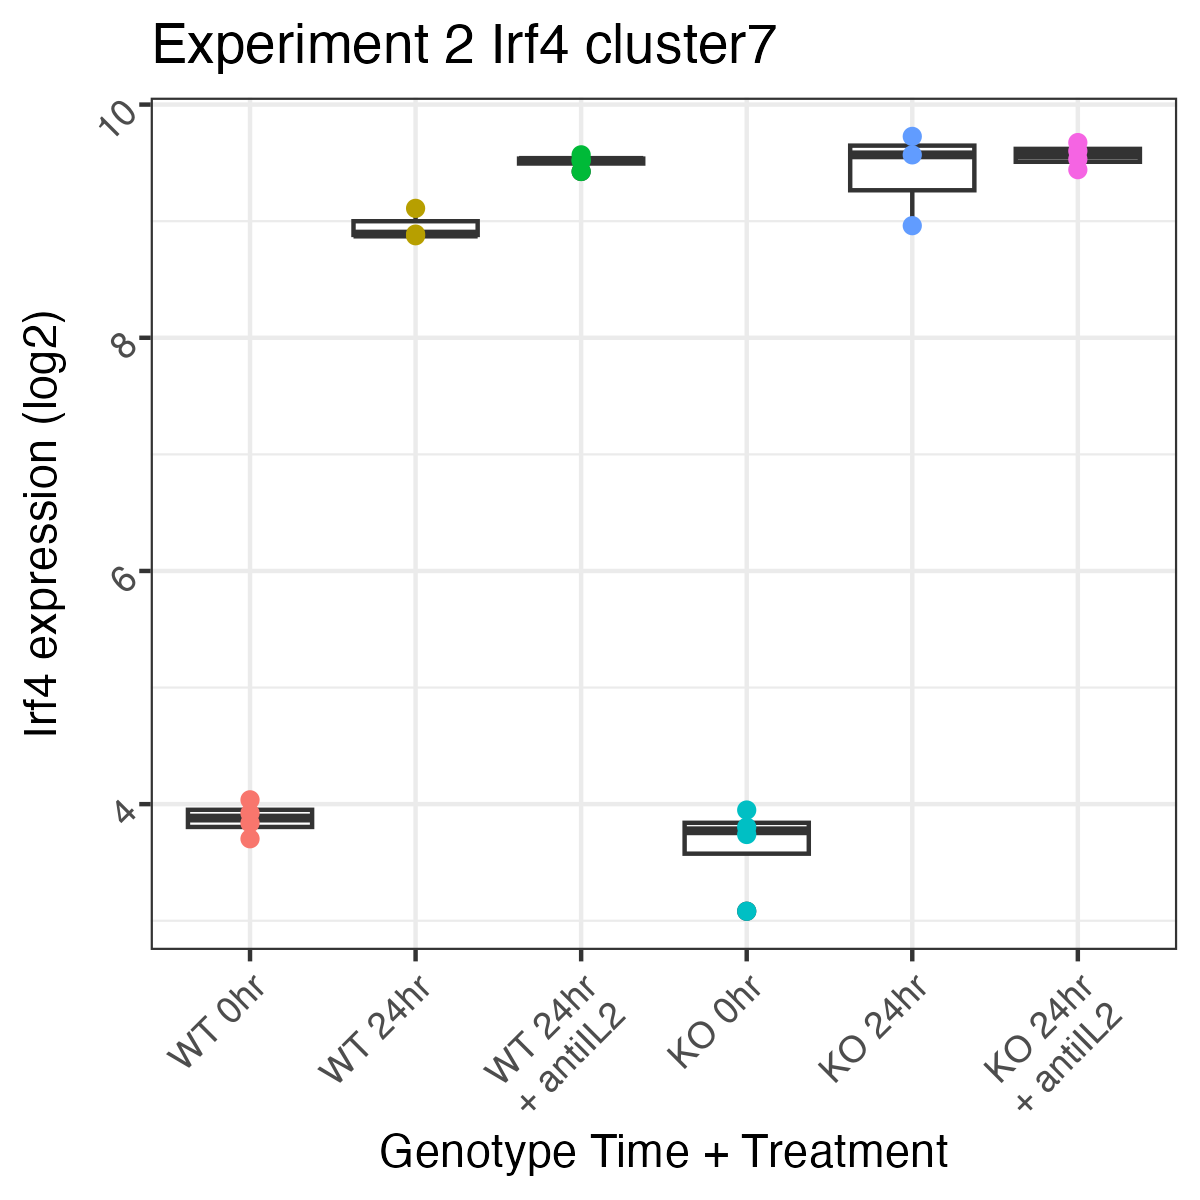 Experiment 2 Irf4 cluster7
Irf4 expression (log2)
10
8
6
4
WT 0hr
WT 24hr
WT 24hr
+ antiIL2
KO 0hr
KO 24hr
KO 24hr
+ antiIL2
Genotype Time + Treatment